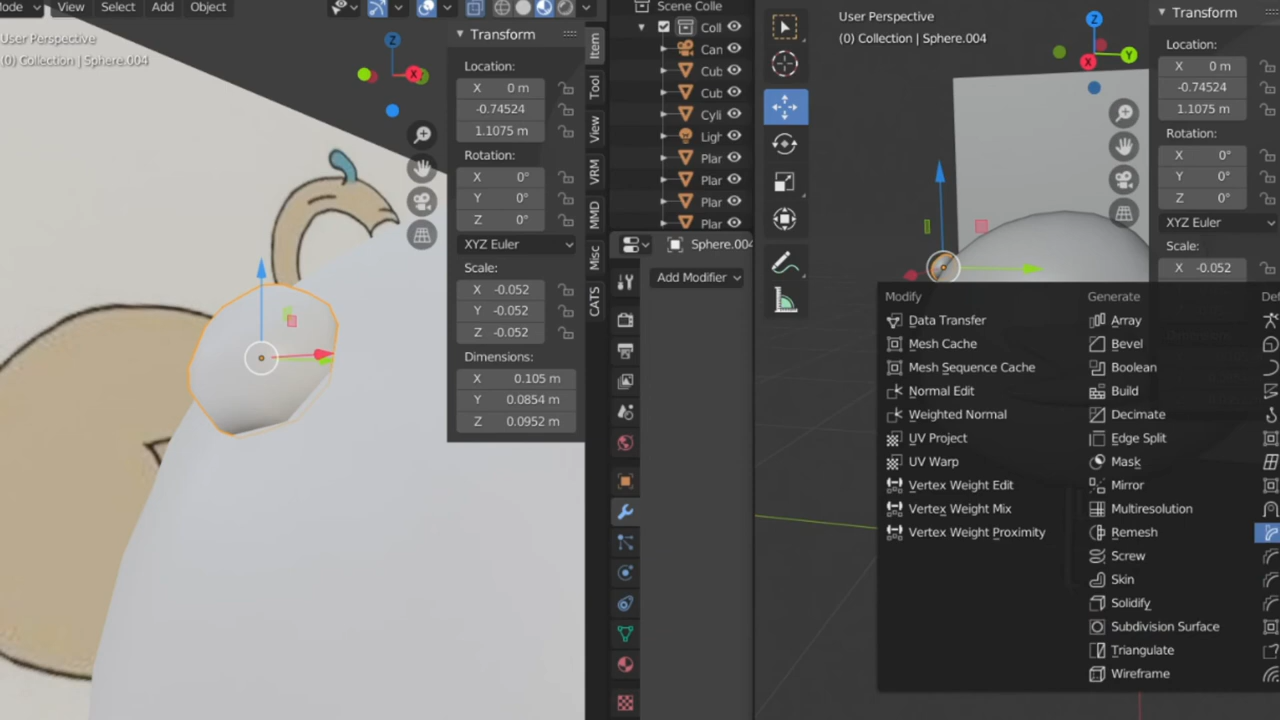 Mode View Select Add Object
User Perspective
(0) Collection | Sphere.004
Z
X
Transform
Location:
X 0 m
-0.74524
1.1075 m
Rotation:
X 0°
Y 0°
Z 0°
XYZ Euler
Scale:
X -0.052
Y -0.052
Z -0.052
Dimensions:
X 0.105 m
Y 0.0854 m
Z 0.0952 m
Item
Tool
View
VRM
MMD
Misc
CATS
Scene Colle
Coll
Can
Cub
Cub
Cyli
Ligh
Plar
Plar
Plar
Plar
Sphere.004
Add Modifier
User Perspective
(0) Collection | Sphere.004
Z
Y
X
Transform
Location:
X 0 m
-0.74524
1.1075 m
Rotation:
X 0°
Y 0°
Z 0°
XYZ Euler
Scale:
X -0.052
Modify
Data Transfer
Mesh Cache
Mesh Sequence Cache
Normal Edit
Weighted Normal
UV Project
UV Warp
Vertex Weight Edit
Vertex Weight Mix
Vertex Weight Proximity
Generate
Array
Bevel
Boolean
Build
Decimate
Edge Split
Mask
Mirror
Multiresolution
Remesh
Screw
Skin
Solidify
Subdivision Surface
Triangulate
Wireframe
Def